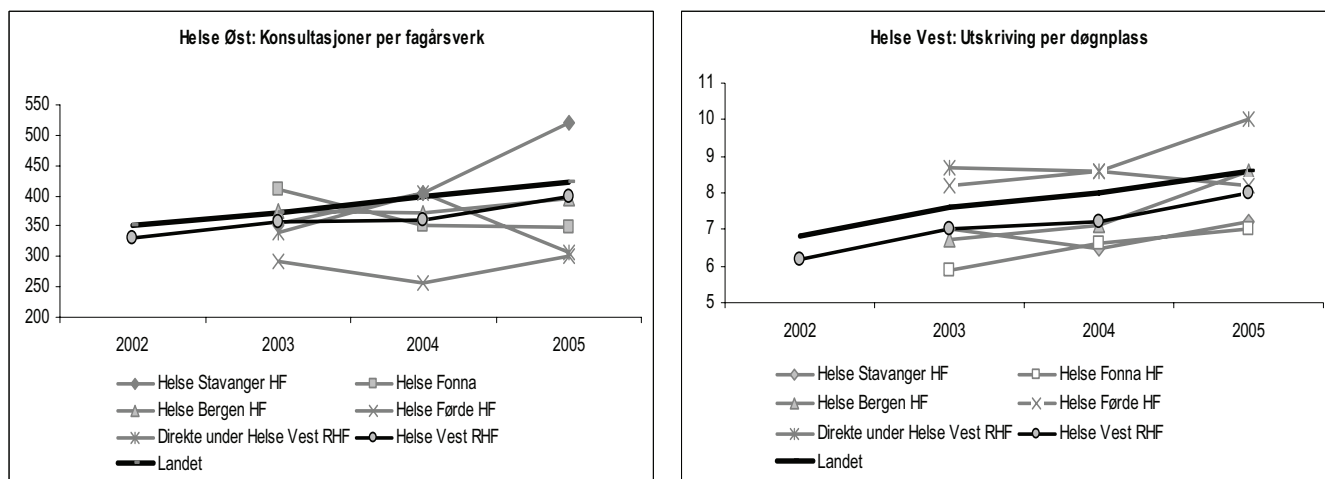 Helse Øst: Konsultasjoner per fagårsverk
550
500
450
400
350
300
250
200
2002 2003 2004 2005
Helse Stavanger HF Helse Fonna
Helse Bergen HF Helse Førde HF
Direkte under Helse Vest RHF Helse Vest RHF
Landet
Helse Vest: Utskriving per døgnplass
11
10
9
8
7
6
5
2002 2003 2004 2005
Helse Stavanger HF Helse Fonna HF
Helse Bergen HF Helse Førde HF
Direkte under Helse Vest RHF Helse Vest RHF
Landet